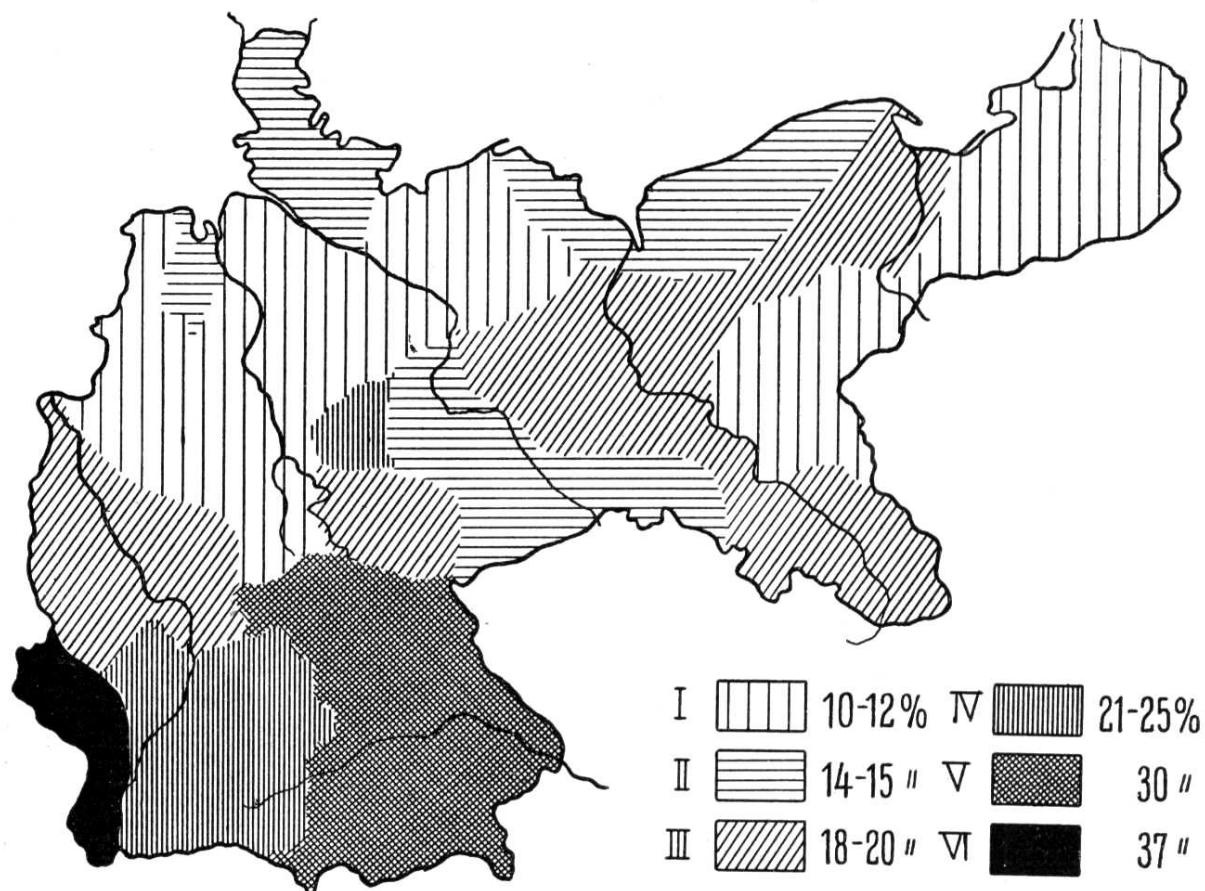 I 10-12% IV 21-25%
II 14-15 " V 30 "
III 18-20 " VI 37 "